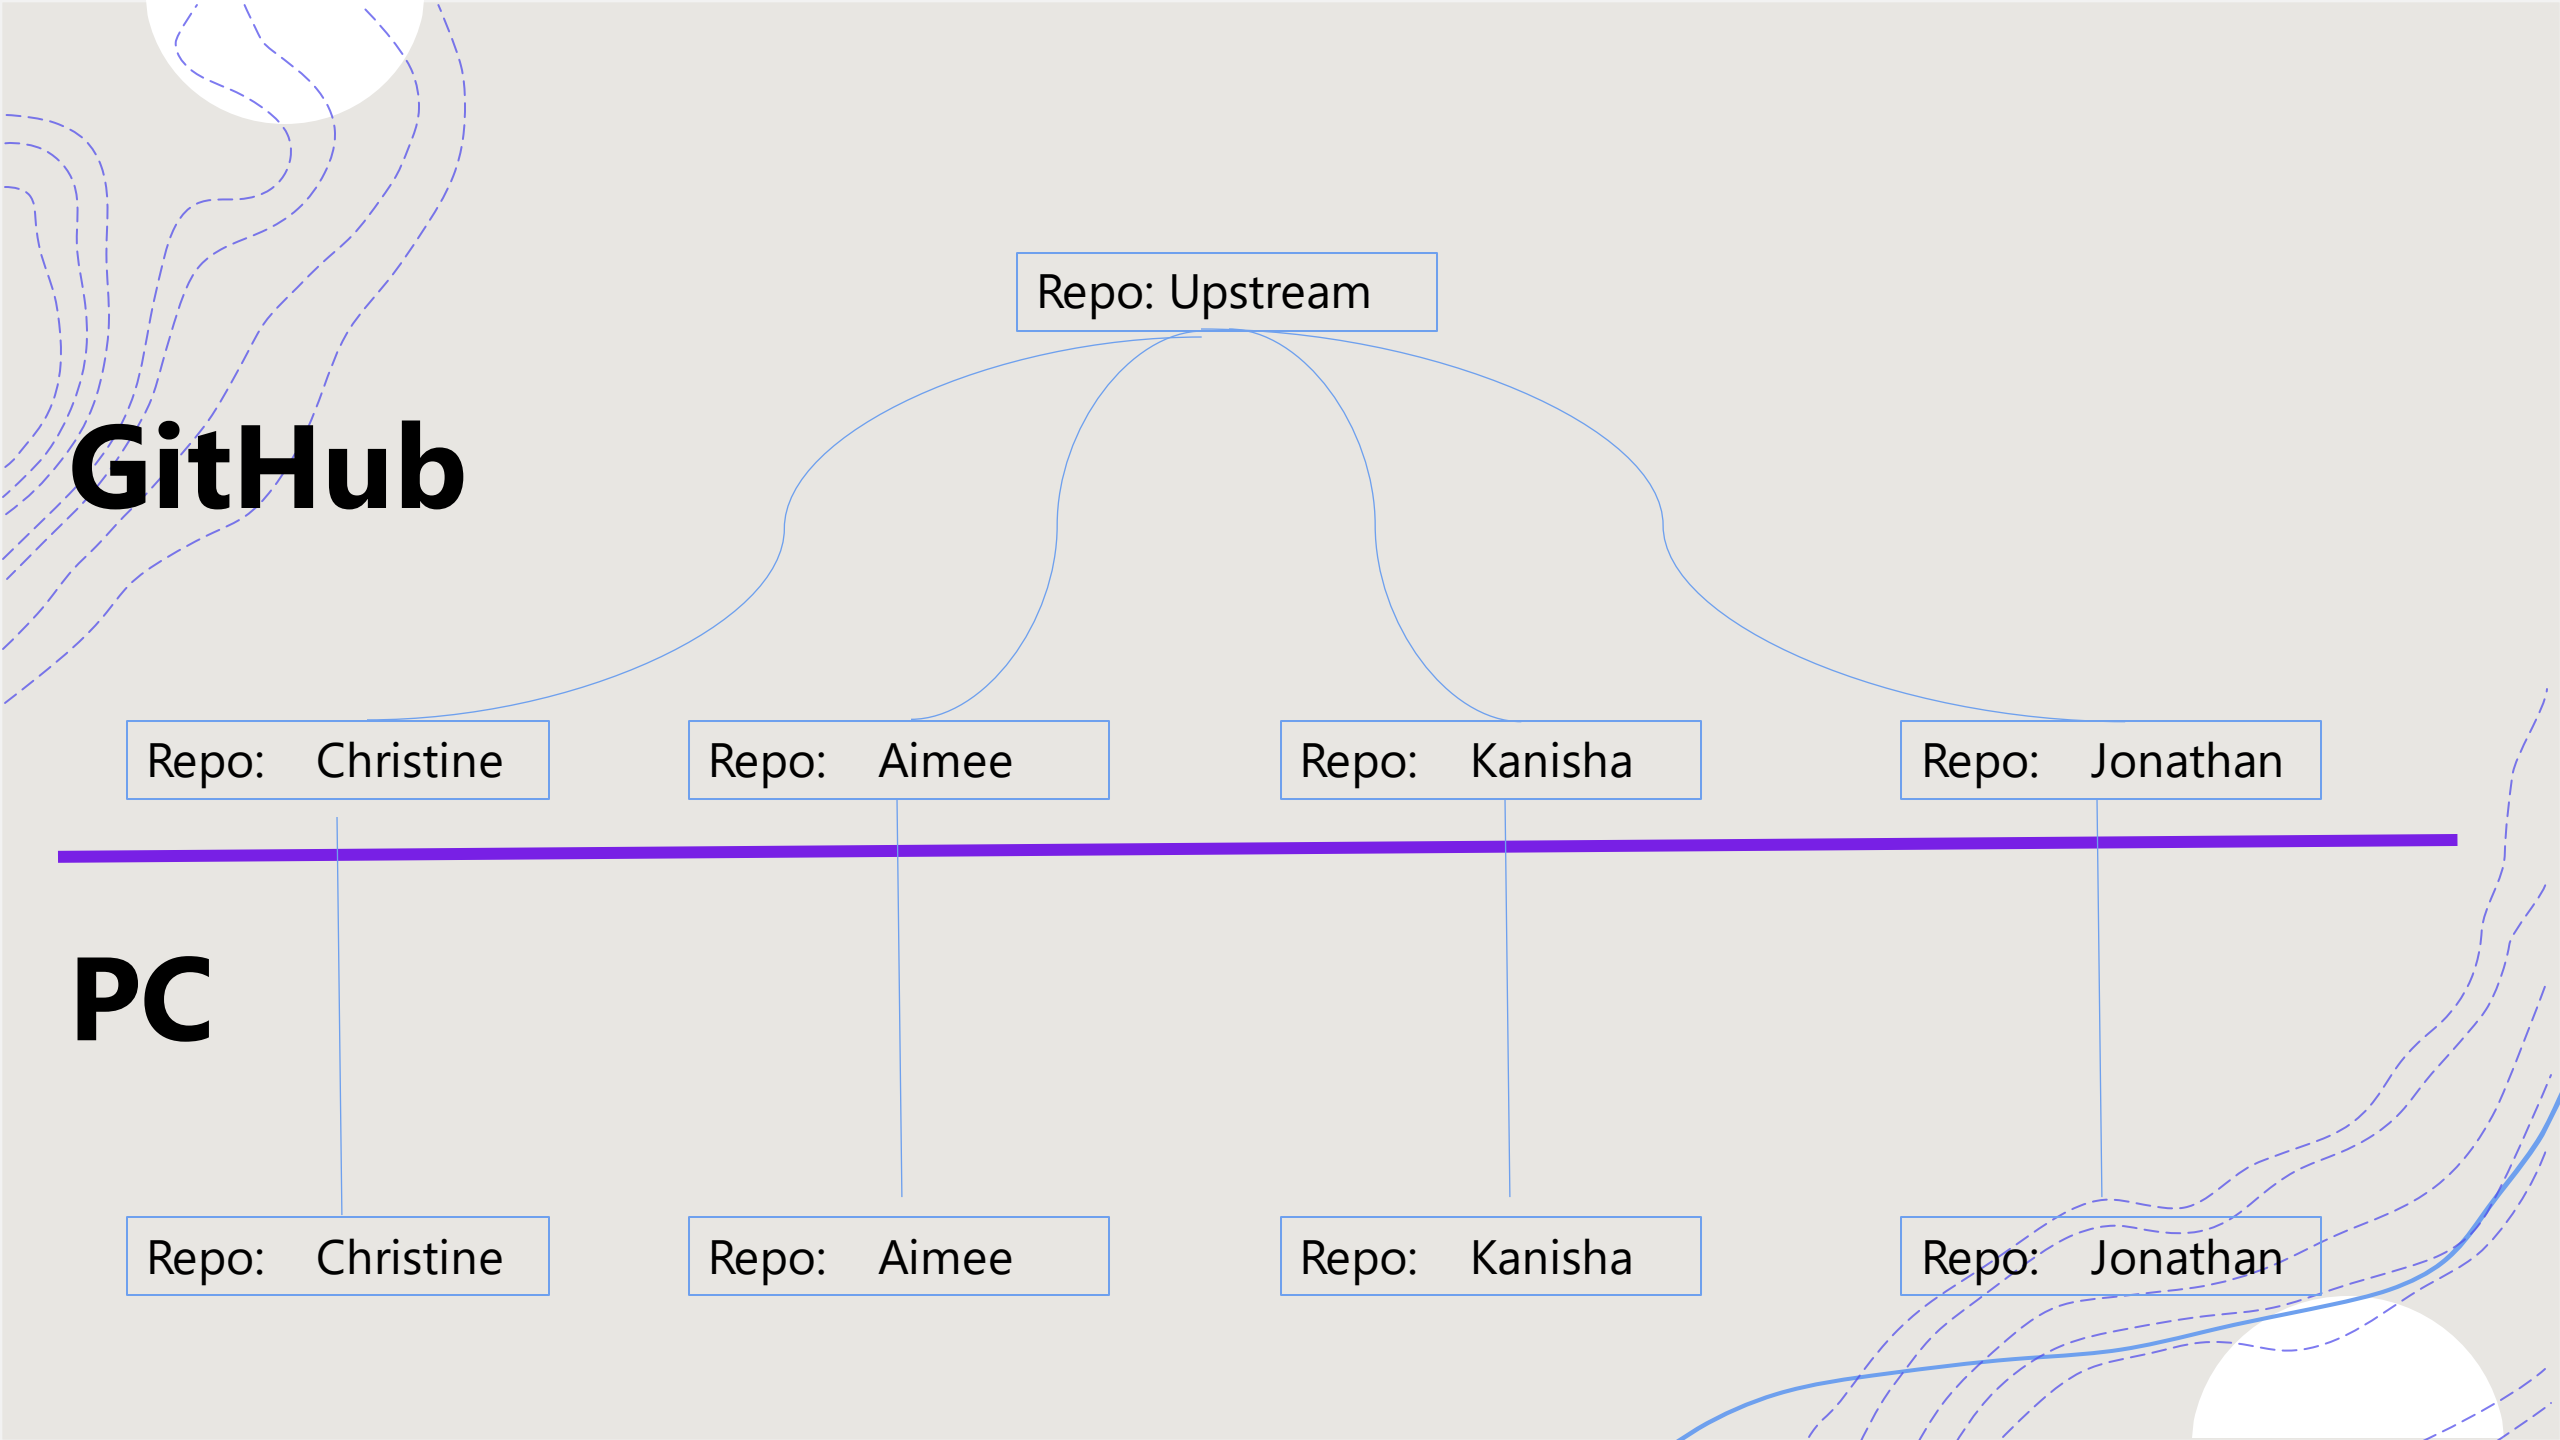 Repo: Upstream
GitHub
Repo: Christine
Repo: Aimee
Repo: Kanisha
Repo: Jonathan
PC
Repo: Christine
Repo: Aimee
Repo: Kanisha
Repo: Jonathan